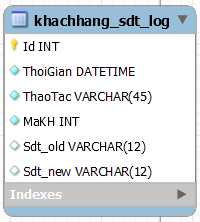 khachhang_sdt_log
Id INT
ThoiGian DATETIME
ThaoTac VARCHAR(45)
MaKH INT
Sdt_old VARCHAR(12)
Sdt_new VARCHAR(12)
Indexes